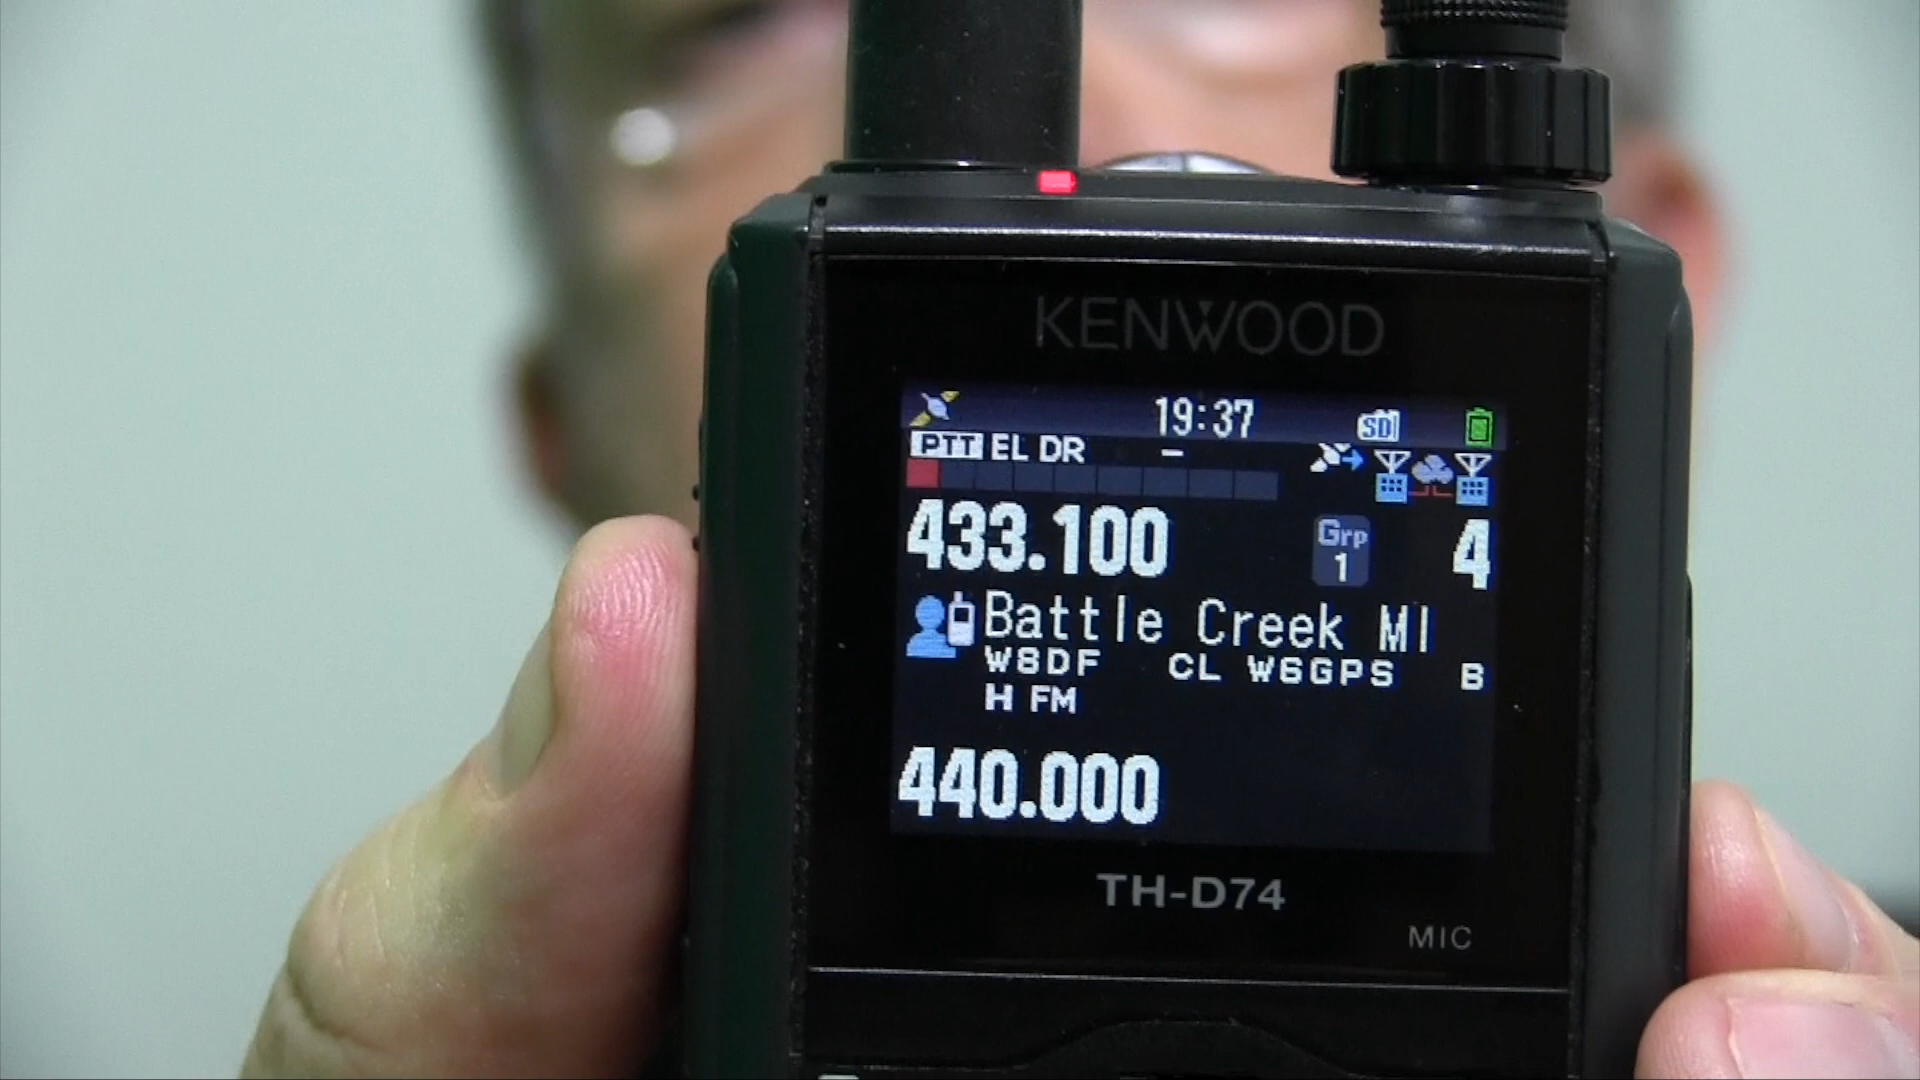 KENWOOD
19:37 SD
PTT EL DR –
433.100 Grp 1 4
Battle Creek MI
W8DF CL W6GPS B
H FM
440.000
TH-D74
MIC